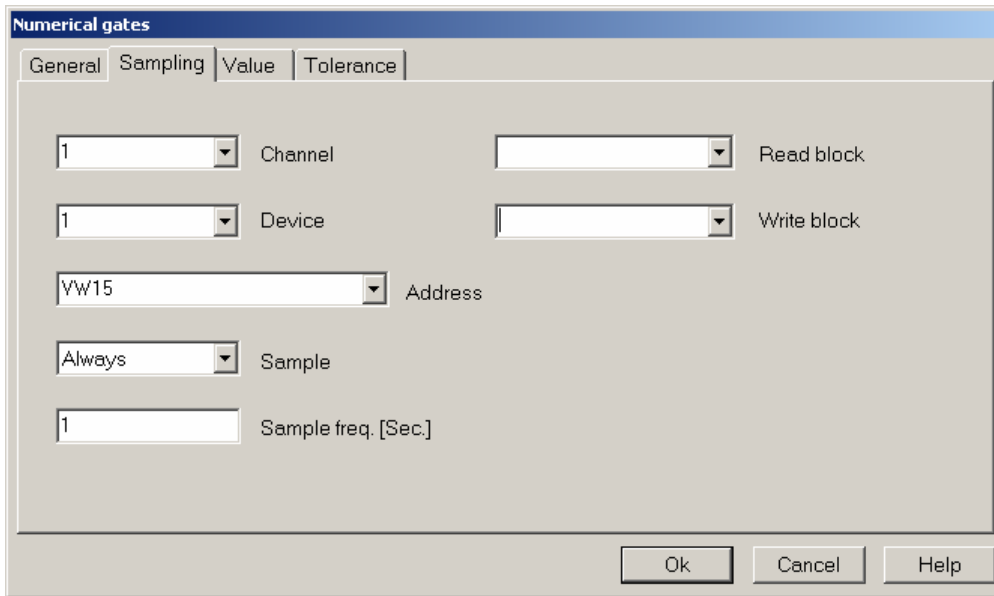 Numerical gates
General Sampling Value Tolerance
1 Channel Read block
1 Device Write block
VW15 Address
Always Sample
1 Sample freq. [Sec.]
Ok Cancel Help